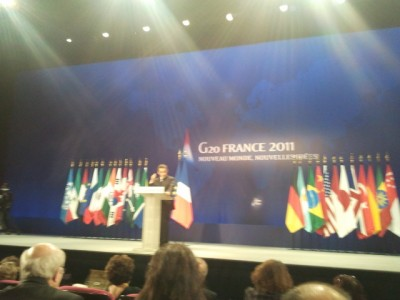 G20 FRANCE 2011
NOUVEAU MONDE, NOUVELLES IDÉES